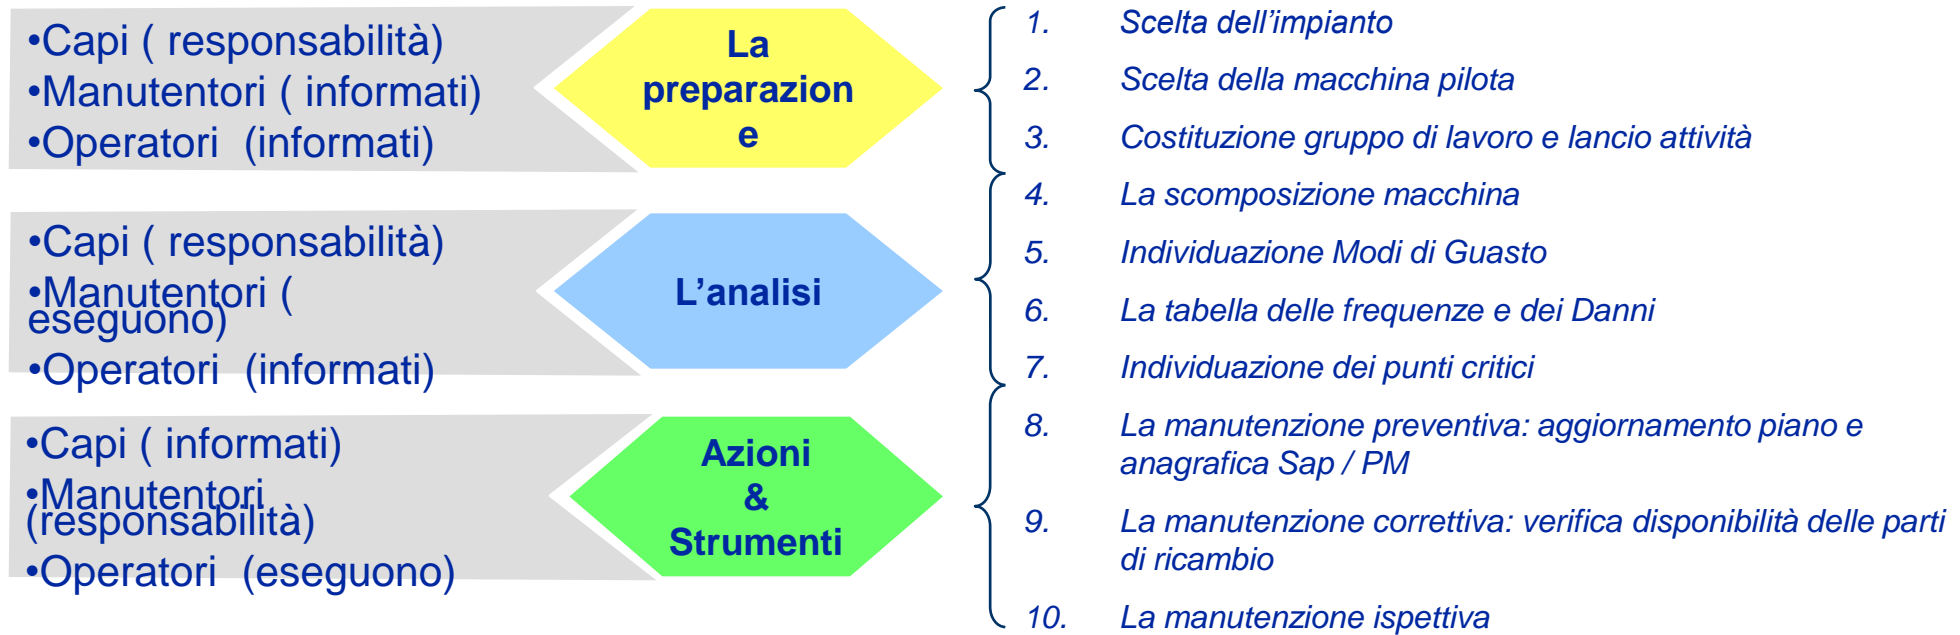 •Capi ( responsabilità)
•Manutentori ( informati)
•Operatori (informati)
La
preparazion
e
1. Scelta dell’impianto
2. Scelta della macchina pilota
3. Costituzione gruppo di lavoro e lancio attività
•Capi ( responsabilità)
•Manutentori (
eseguono)
•Operatori (informati)
L’analisi
4. La scomposizione macchina
5. Individuazione Modi di Guasto
6. La tabella delle frequenze e dei Danni
7. Individuazione dei punti critici
•Capi ( informati)
•Manutentori
(responsabilità)
•Operatori (eseguono)
Azioni
&
Strumenti
8. La manutenzione preventiva: aggiornamento piano e
anagrafica Sap / PM
9. La manutenzione correttiva: verifica disponibilità delle parti
di ricambio
10. La manutenzione ispettiva